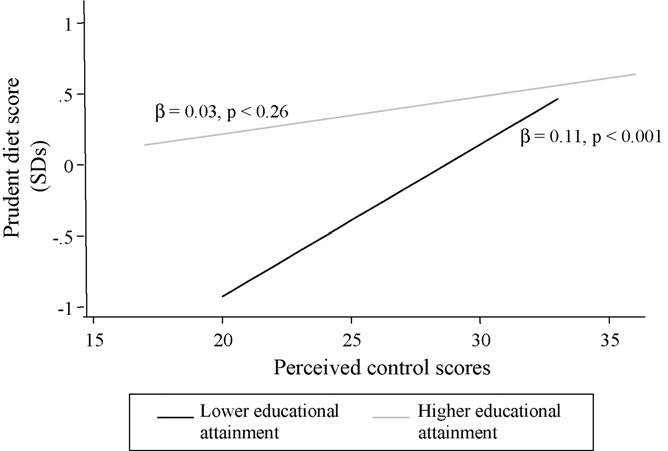 1
.5
0
-.5
-1
Prudent diet score
(SDs)
β = 0.03, p < 0.26
β = 0.11, p < 0.001
15 20 25 30 35
Perceived control scores
Lower educational
attainment
Higher educational
attainment